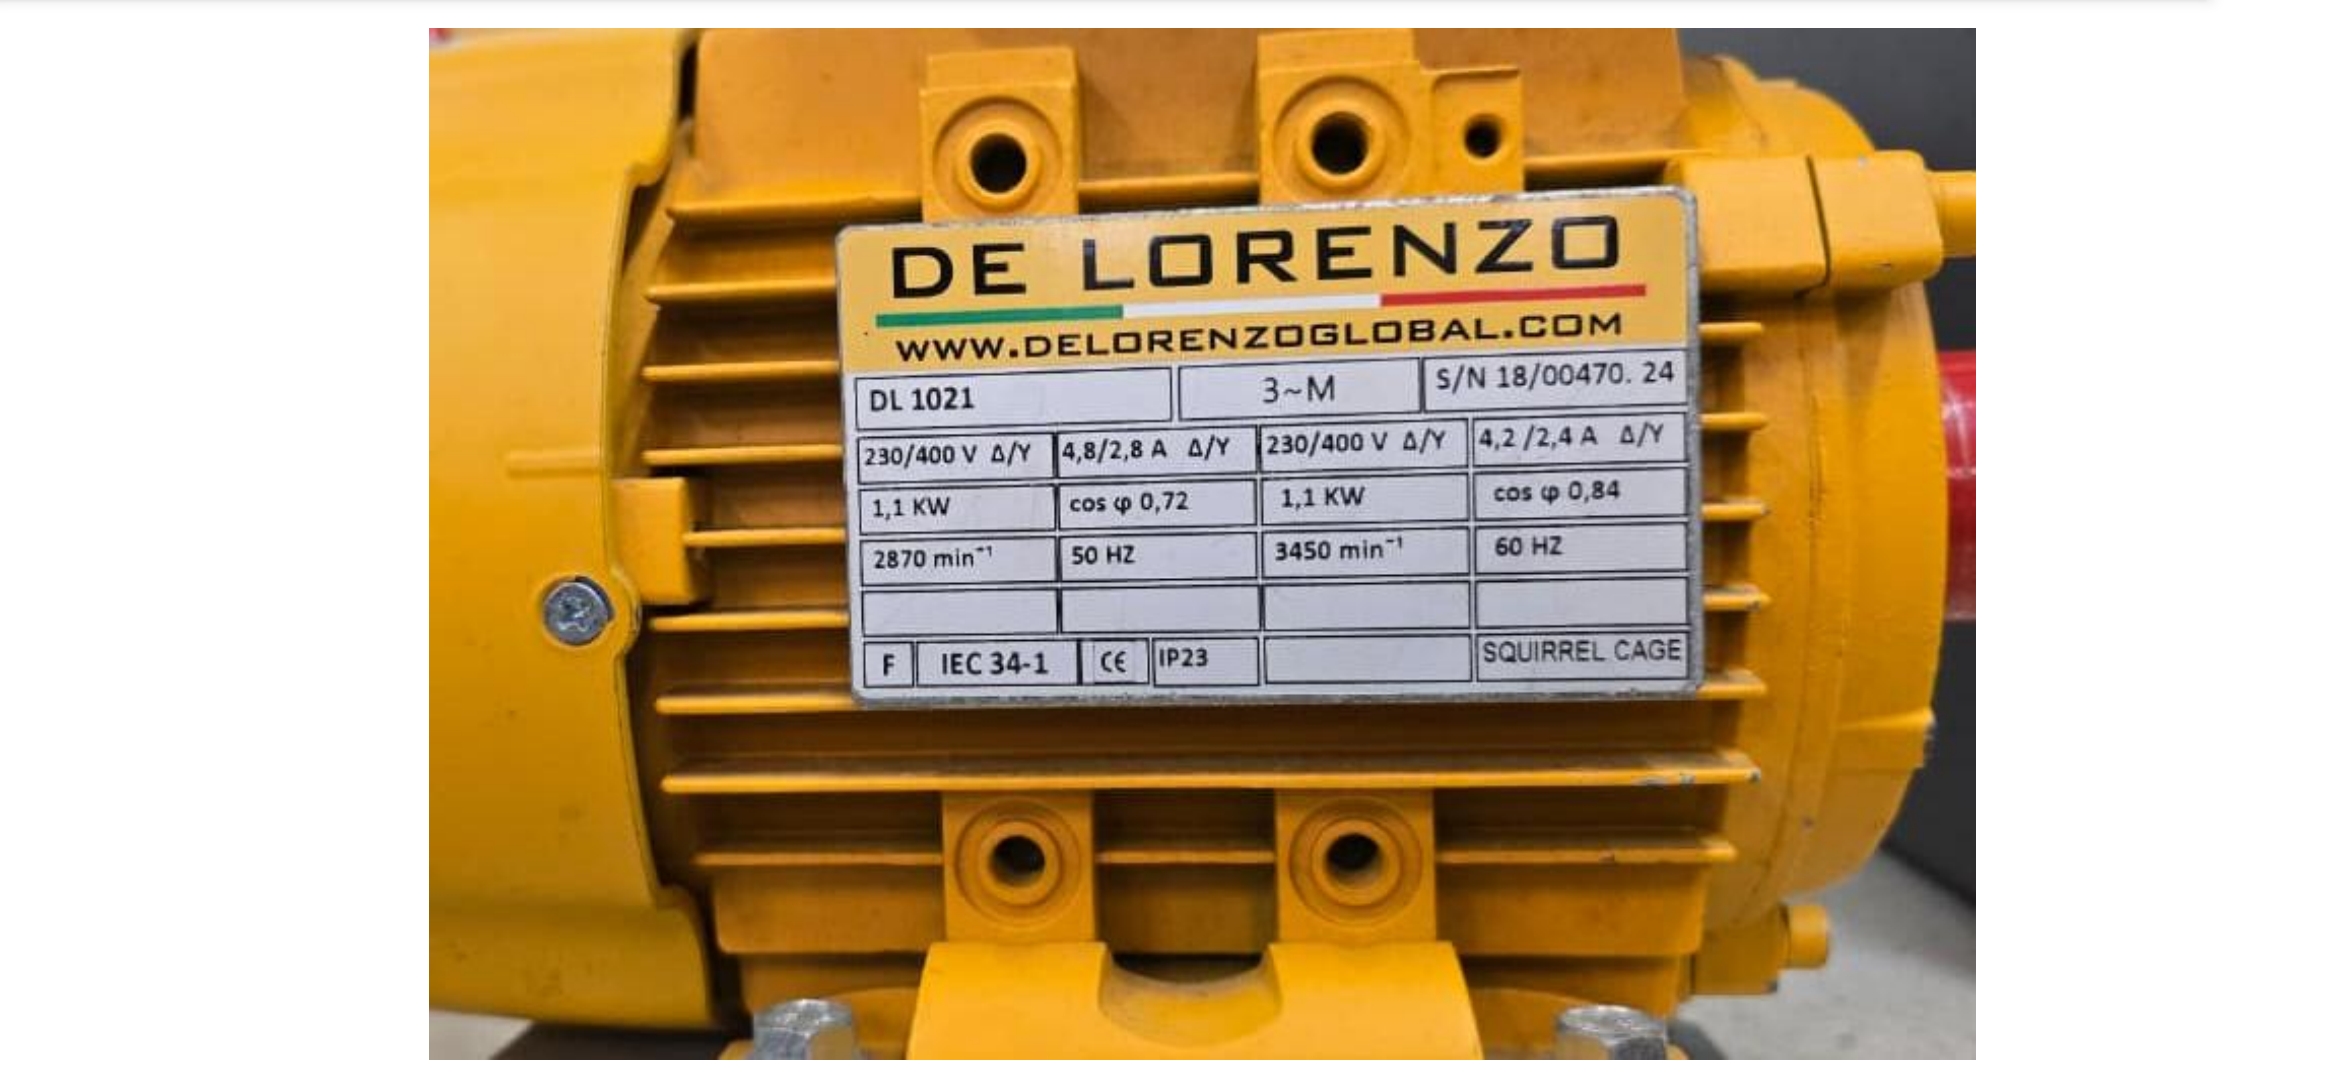 DE LORENZO
WWW.DELORENZOGLOBAL.COM
DL 1021 3~M S/N 18/00470. 24
230/400 V Δ/Y 4,8/2,8 A Δ/Y 230/400 V Δ/Y 4,2 /2,4 A Δ/Y
1,1 KW cos φ 0,72 1,1 KW cos φ 0,84
2870 min⁻¹ 50 HZ 3450 min⁻¹ 60 HZ
F IEC 34-1 CE IP23 SQUIRREL CAGE